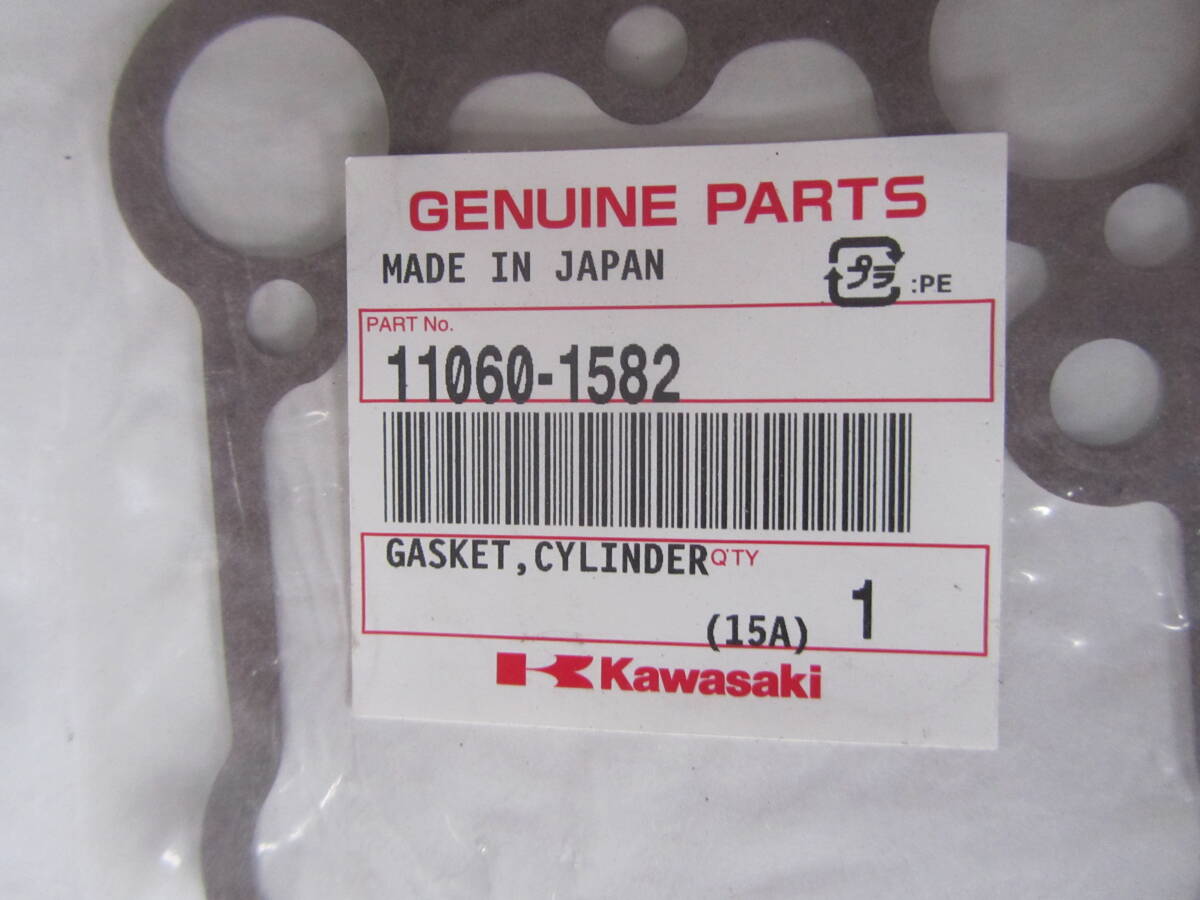 GENUINE PARTS
MADE IN JAPAN
プラ :PE
PART No.
11060-1582
GASKET,CYLINDER Q'TY
(15A) 1
Kawasaki